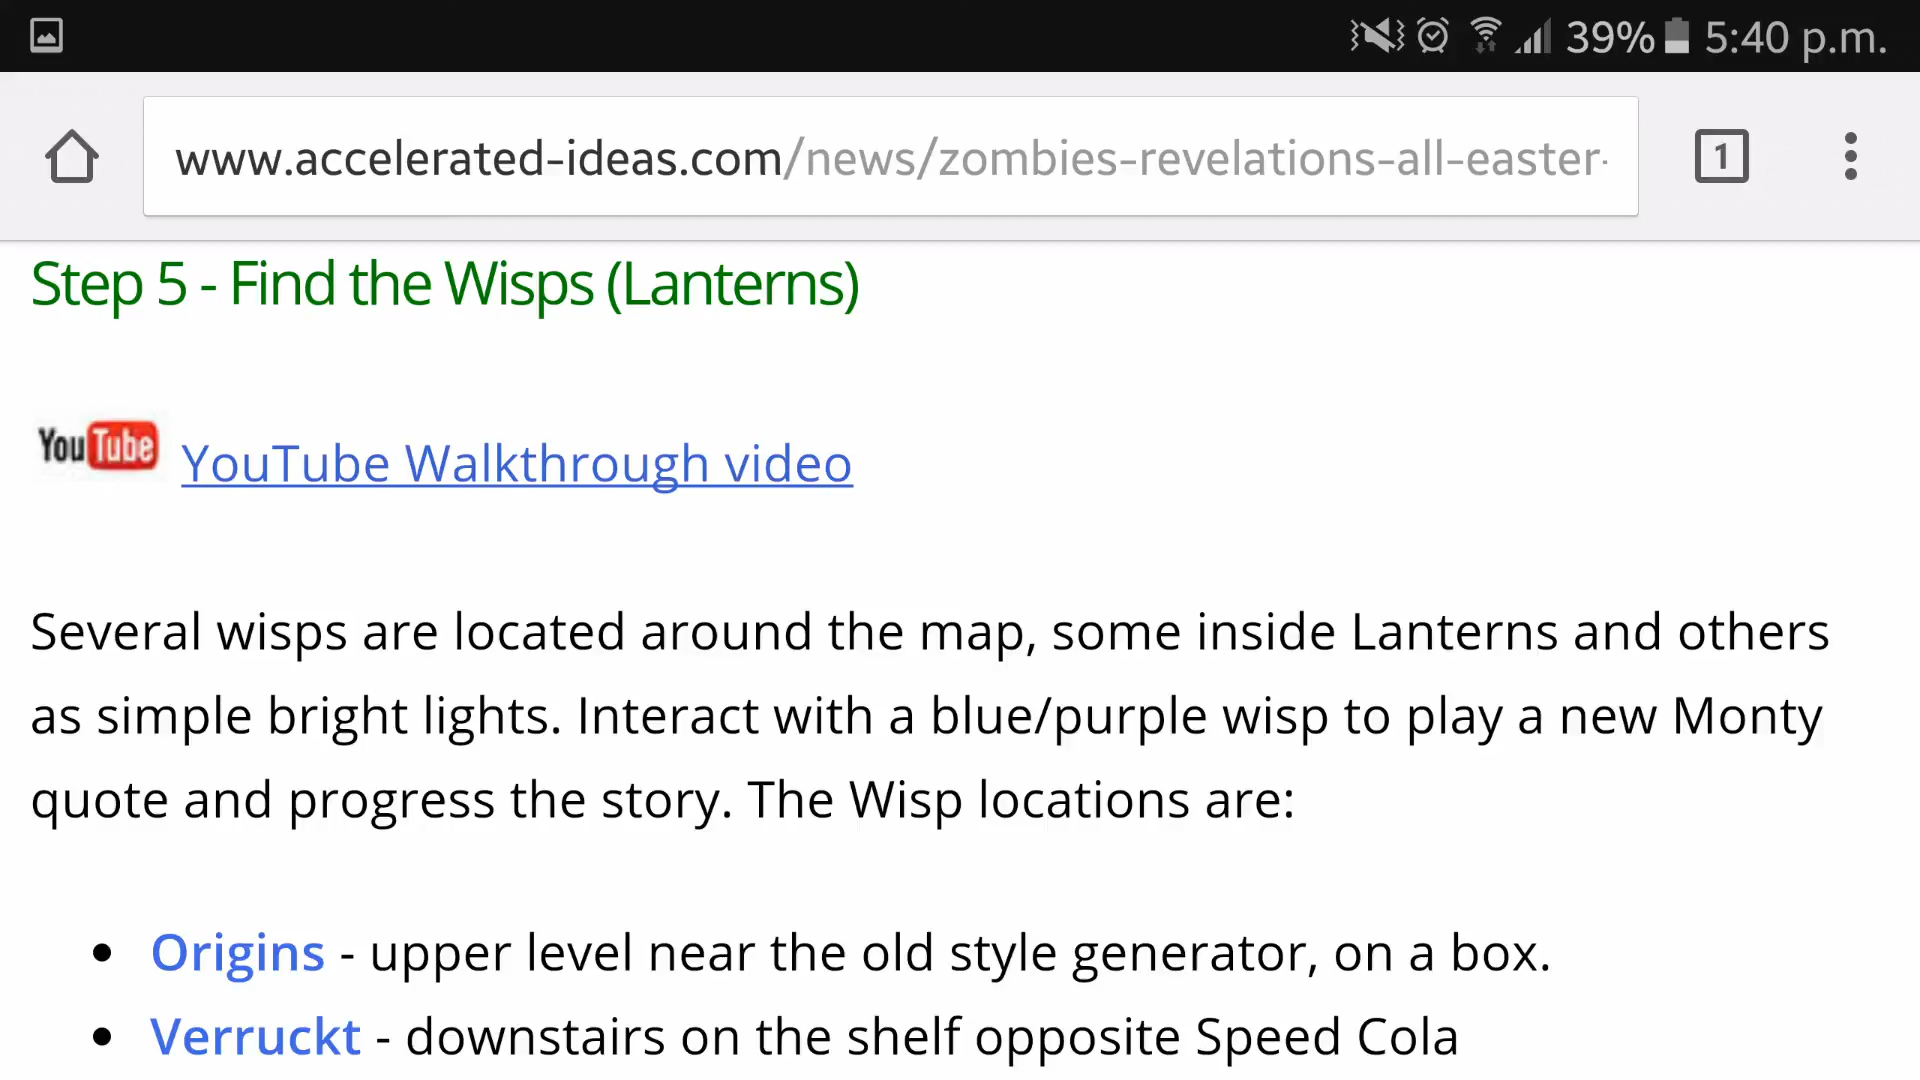 39% 5:40 p.m.
www.accelerated-ideas.com/news/zombies-revelations-all-easter-
1
Step 5 - Find the Wisps (Lanterns)
YouTube YouTube Walkthrough video
Several wisps are located around the map, some inside Lanterns and others
as simple bright lights. Interact with a blue/purple wisp to play a new Monty
quote and progress the story. The Wisp locations are:
• Origins - upper level near the old style generator, on a box.
• Verruckt - downstairs on the shelf opposite Speed Cola